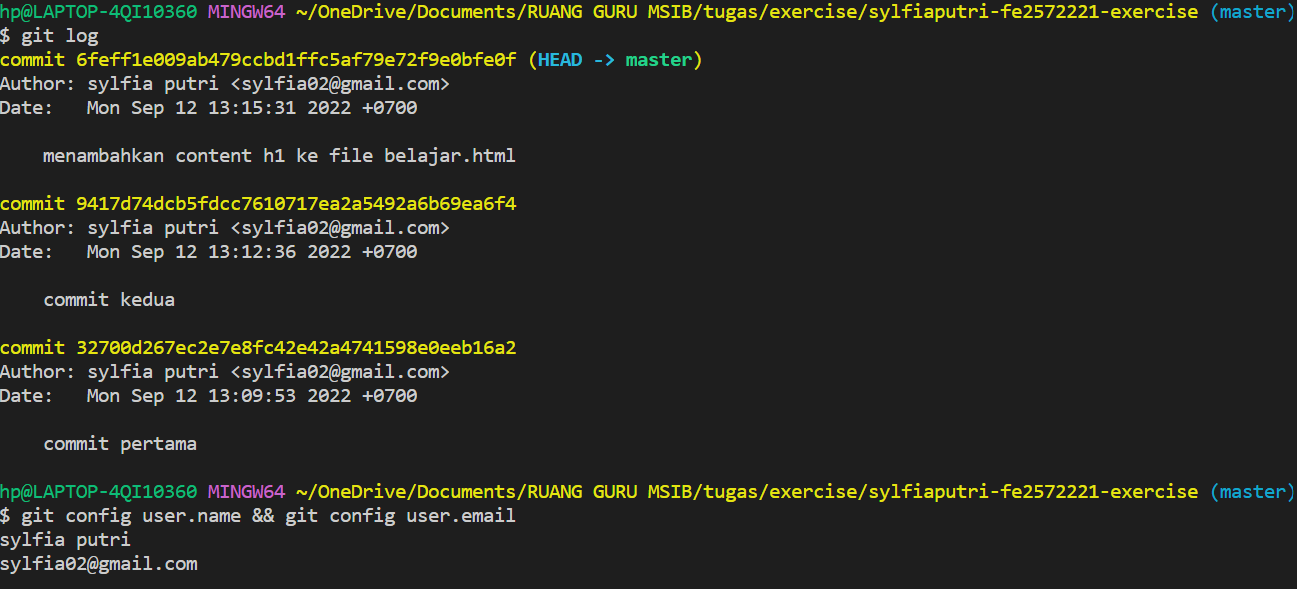 hp@LAPTOP-4QI10360 MINGW64 ~/OneDrive/Documents/RUANG GURU MSIB/tugas/exercise/sylfiaputri-fe2572221-exercise (master)
$ git log
commit 6feff1e009ab479ccbd1ffc5af79e72f9e0bfe0f (HEAD -> master)
Author: sylfia putri <sylfia02@gmail.com>
Date:   Mon Sep 12 13:15:31 2022 +0700
    menambahkan content h1 ke file belajar.html
commit 9417d74dcb5fdcc7610717ea2a5492a6b69ea6f4
Author: sylfia putri <sylfia02@gmail.com>
Date:   Mon Sep 12 13:12:36 2022 +0700
    commit kedua
commit 32700d267ec2e7e8fc42e42a4741598e0eeb16a2
Author: sylfia putri <sylfia02@gmail.com>
Date:   Mon Sep 12 13:09:53 2022 +0700
    commit pertama
hp@LAPTOP-4QI10360 MINGW64 ~/OneDrive/Documents/RUANG GURU MSIB/tugas/exercise/sylfiaputri-fe2572221-exercise (master)
$ git config user.name && git config user.email
sylfia putri
sylfia02@gmail.com